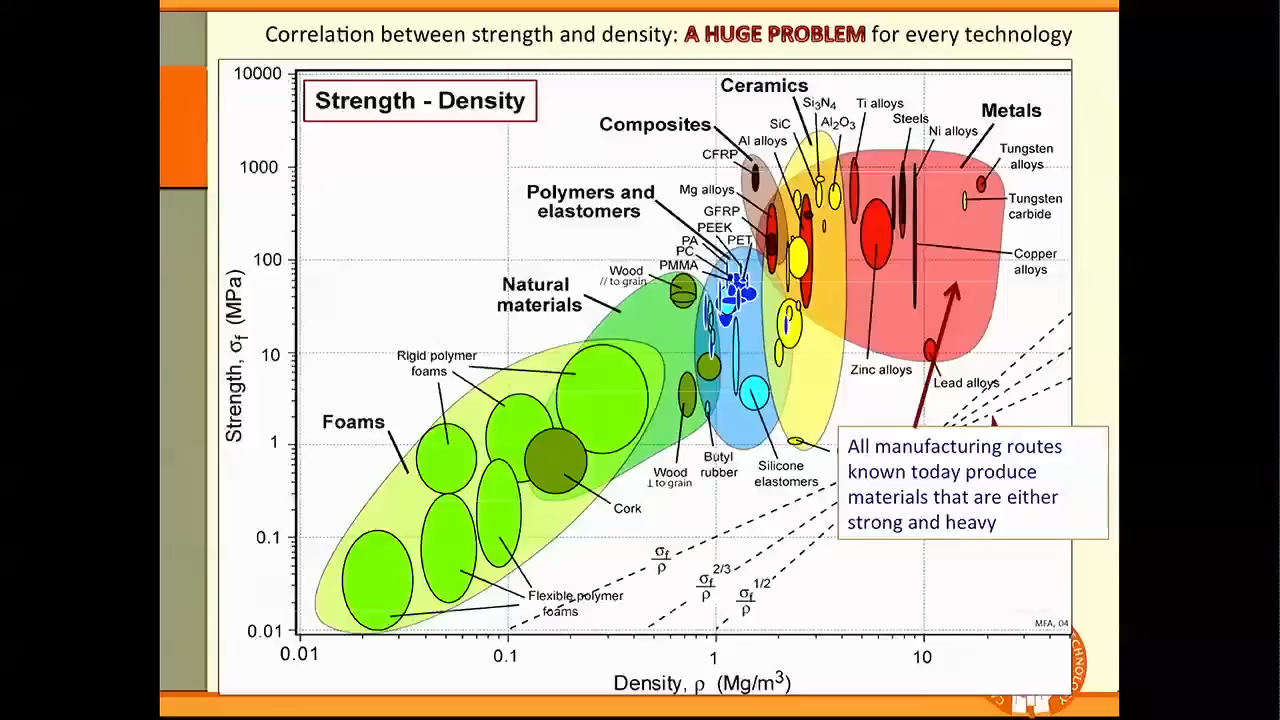 Correlation between strength and density: A HUGE PROBLEM for every technology
Strength - Density
10000
1000
100
10
1
0.1
0.01
Strength, σf (MPa)
Ceramics
Si3N4
Ti alloys
Al2O3
SiC
Steels
Metals
Composites
Al alloys
Ni alloys
CFRP
Tungsten
alloys
Polymers and
elastomers
Mg alloys
Tungsten
carbide
GFRP
PEEK
PA
PET
PC
PMMA
Copper
alloys
Wood
// to grain
Natural
materials
Rigid polymer
foams
Zinc alloys
Lead alloys
Foams
Butyl
rubber
Wood
⊥ to grain
Silicone
elastomers
Cork
All manufacturing routes
known today produce
materials that are either
strong and heavy
σf/ρ
σf^2/3/ρ
σf^1/2/ρ
Flexible polymer
foams
MFA, 04
0.01
0.1
1
10
Density, ρ (Mg/m³)